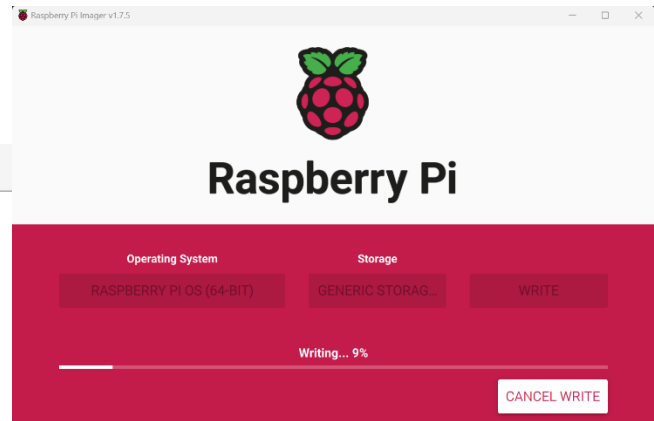 Raspberry Pi Imager v1.7.5
Raspberry Pi
Operating System
Storage
RASPBERRY PI OS (64-BIT)
GENERIC STORAG...
WRITE
Writing... 9%
CANCEL WRITE